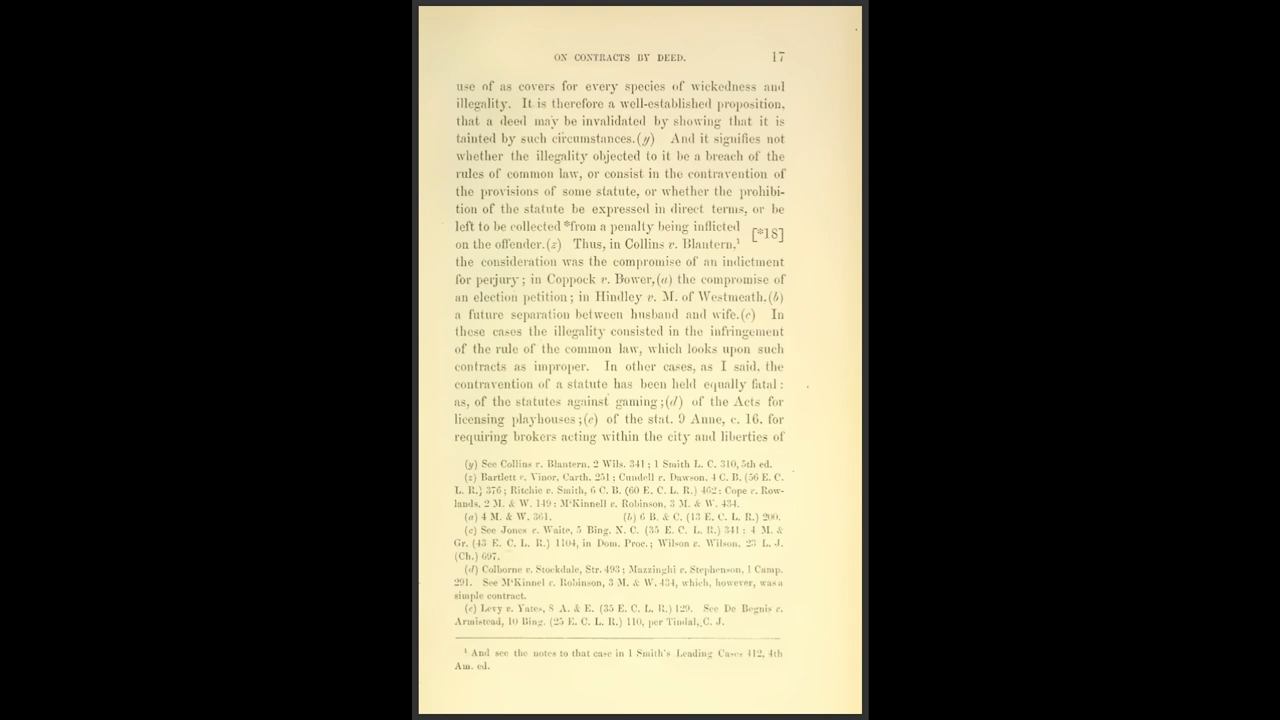 ON CONTRACTS BY DEED. 17
use of as covers for every species of wickedness and
illegality. It is therefore a well-established proposition,
that a deed may be invalidated by showing that it is
tainted by such circumstances.(y) And it signifies not
whether the illegality objected to it be a breach of the
rules of common law, or consist in the contravention of
the provisions of some statute, or whether the prohibi-
tion of the statute be expressed in direct terms, or be
left to be collected *from a penalty being inflicted [*18]
on the offender.(z) Thus, in Collins v. Blantern,¹
the consideration was the compromise of an indictment
for perjury; in Coppock v. Bower,(a) the compromise of
an election petition; in Hindley v. M. of Westmeath.(b)
a future separation between husband and wife.(c) In
these cases the illegality consisted in the infringement
of the rule of the common law, which looks upon such
contracts as improper. In other cases, as I said, the
contravention of a statute has been held equally fatal:
as, of the statutes against gaming;(d) of the Acts for
licensing playhouses;(e) of the stat. 9 Anne, c. 16. for
requiring brokers acting within the city and liberties of
(y) See Collins v. Blantern, 2 Wils. 341; 1 Smith L. C. 310, 5th ed.
(z) Bartlett v. Vinor, Carth. 251; Cundell v. Dawson, 4 C. B. (56 E. C.
L. R.) 376; Ritchie v. Smith, 6 C. B. (60 E. C. L. R.) 462; Cope v. Row-
lands, 2 M. & W. 149; M'Kinnell v. Robinson, 3 M. & W. 434.
(a) 4 M. & W. 361. (b) 6 B. & C. (13 E. C. L. R.) 200.
(c) See Jones v. Waite, 5 Bing. N. C. (35 E. C. L. R.) 341; 4 M. &
Gr. (43 E. C. L. R.) 1104, in Dom. Proc.; Wilson v. Wilson, 23 L. J.
(Ch.) 697.
(d) Colborne v. Stockdale, Str. 493; Mazzinghi v. Stephenson, 1 Camp.
291. See M'Kinnel v. Robinson, 3 M. & W. 434, which, however, was a
simple contract.
(e) Levy v. Yates, 8 A. & E. (35 E. C. L. R.) 129. See De Begnis v.
Armistead, 10 Bing. (25 E. C. L. R.) 110, per Tindal, C. J.
¹ And see the notes to that case in 1 Smith's Leading Cases 412, 4th
Am. ed.